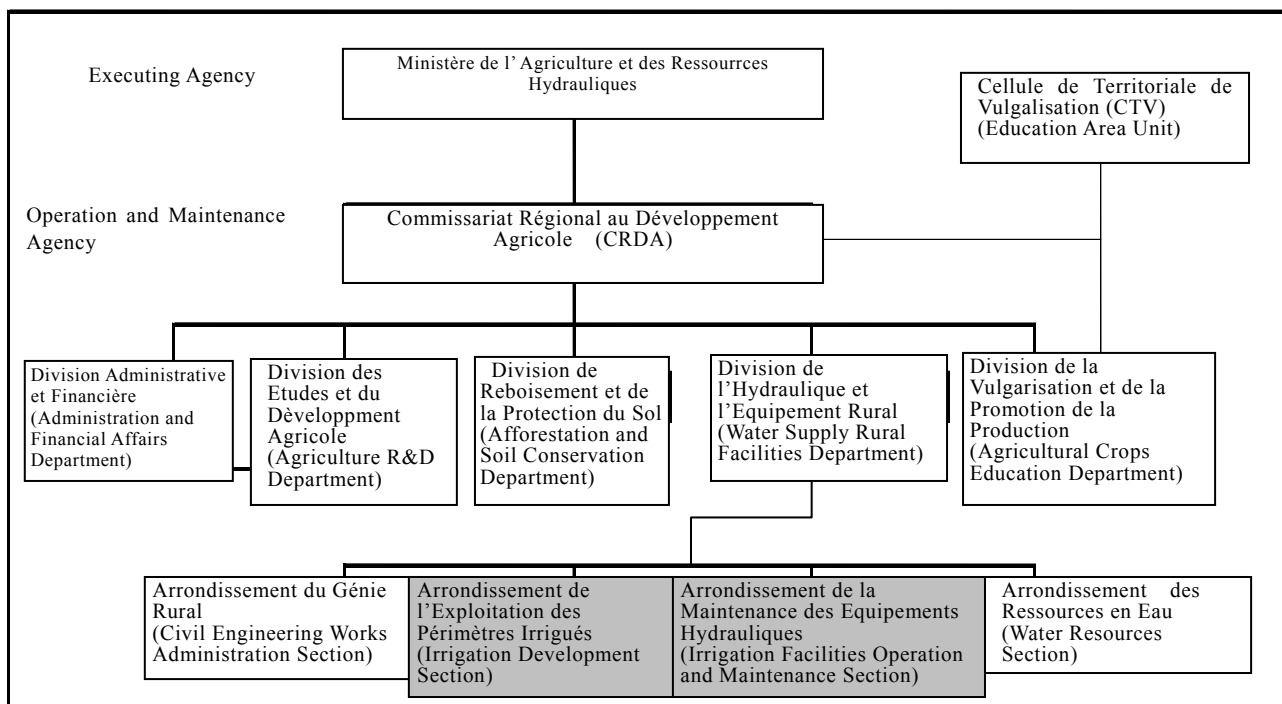 Executing Agency
Ministère de l’Agriculture et des Ressourrces
Hydrauliques
Cellule de Territoriale de
Vulgalisation (CTV)
(Education Area Unit)
Operation and Maintenance
Agency
Commissariat Régional au Développement
Agricole (CRDA)
Division Administrative
et Financière
(Administration and
Financial Affairs
Department)
Division des
Etudes et du
Dèveloppment
Agricole
(Agriculture R&D
Department)
Division de
Reboisement et de
la Protection du Sol
(Afforestation and
Soil Conservation
Department)
Division de
l’Hydraulique et
l’Equipement Rural
(Water Supply Rural
Facilities Department)
Division de la
Vulgarisation et de la
Promotion de la
Production
(Agricultural Crops
Education Department)
Arrondissement du Génie
Rural
(Civil Engineering Works
Administration Section)
Arrondissement de
l’Exploitation des
Périmètres Irrigués
(Irrigation Development
Section)
Arrondissement de la
Maintenance des Equipements
Hydrauliques
(Irrigation Facilities Operation
and Maintenance Section)
Arrondissement des
Ressources en Eau
(Water Resources
Section)